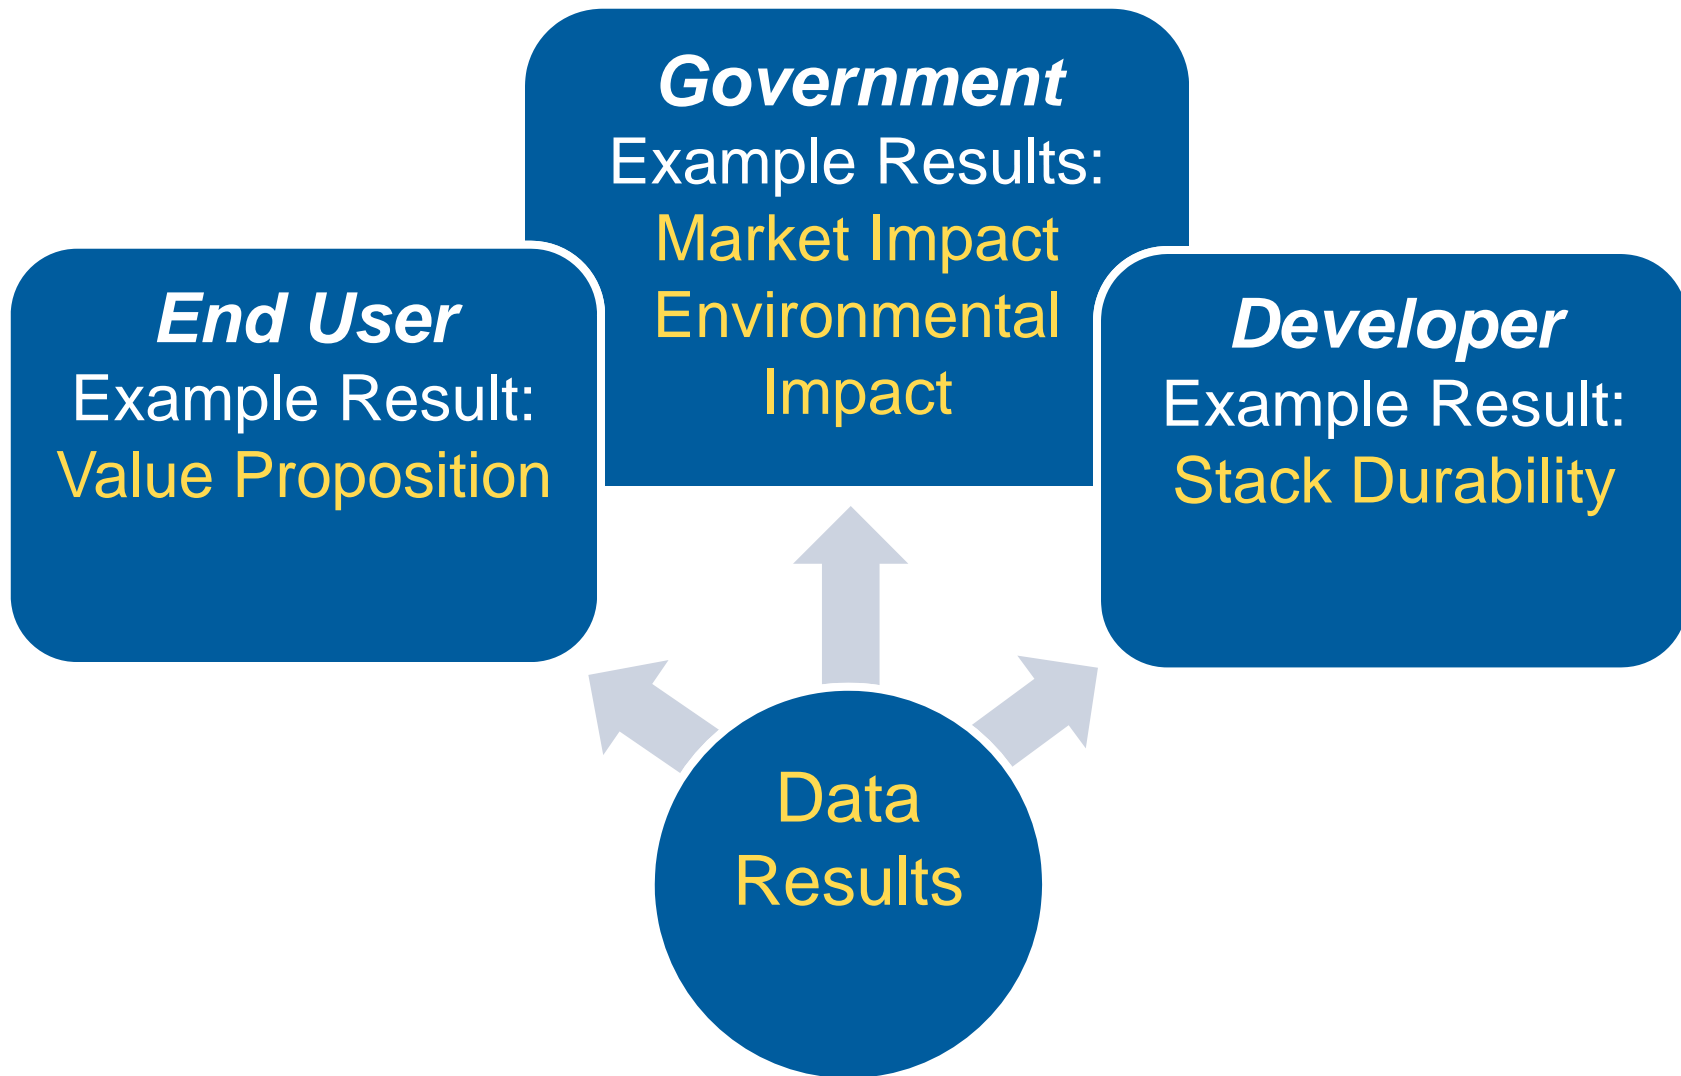 Government
Example Results:
Market Impact
Environmental
Impact
End User
Example Result:
Value Proposition
Developer
Example Result:
Stack Durability
Data
Results